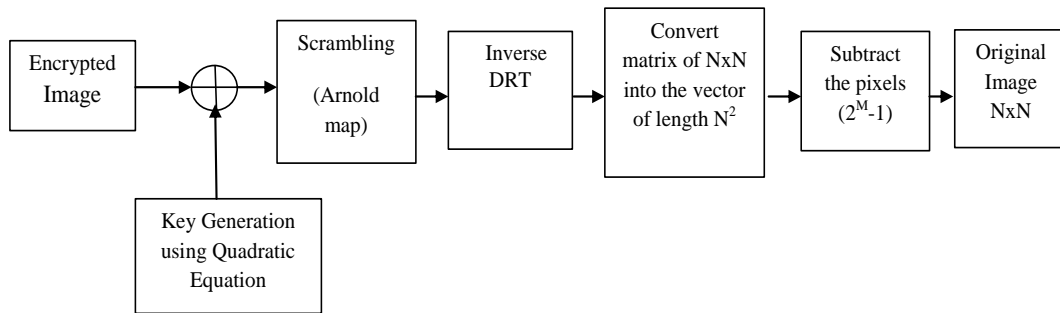 Encrypted
Image
Scrambling
(Arnold
map)
Inverse
DRT
Convert
matrix of NxN
into the vector
of length N²
Subtract
the pixels
(2ᴹ-1)
Original
Image
NxN
Key Generation
using Quadratic
Equation